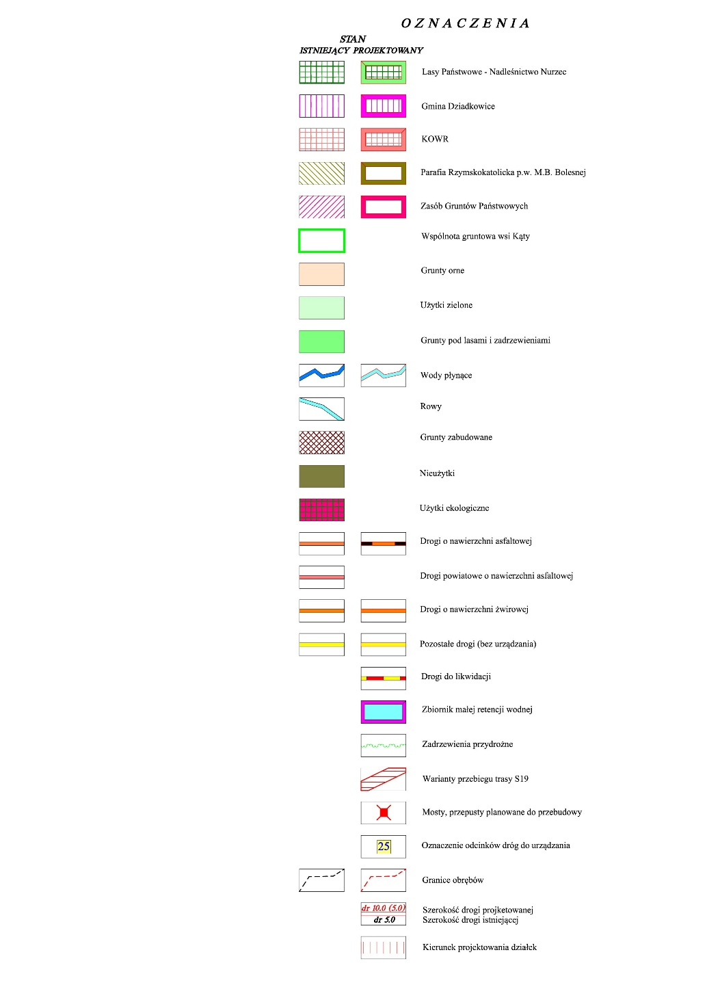 OZNACZENIA
STAN
ISTNIEJĄCY PROJEKTOWANY
Lasy Państwowe - Nadleśnictwo Nurzec
Gmina Dziadkowice
KOWR
Parafia Rzymskokatolicka p.w. M.B. Bolesnej
Zasób Gruntów Państwowych
Wspólnota gruntowa wsi Kąty
Grunty orne
Użytki zielone
Grunty pod lasami i zadrzewieniami
Wody płynące
Rowy
Grunty zabudowane
Nieużytki
Użytki ekologiczne
Drogi o nawierzchni asfaltowej
Drogi powiatowe o nawierzchni asfaltowej
Drogi o nawierzchni żwirowej
Pozostałe drogi (bez urządzania)
Drogi do likwidacji
Zbiornik małej retencji wodnej
Zadrzewienia przydrożne
Warianty przebiegu trasy S19
Mosty, przepusty planowane do przebudowy
25 Oznaczenie odcinków dróg do urządzania
Granice obrębów
dr 10.0 (5.0) Szerokość drogi projketowanej
dr 5.0 Szerokość drogi istniejącej
Kierunek projektowania działek